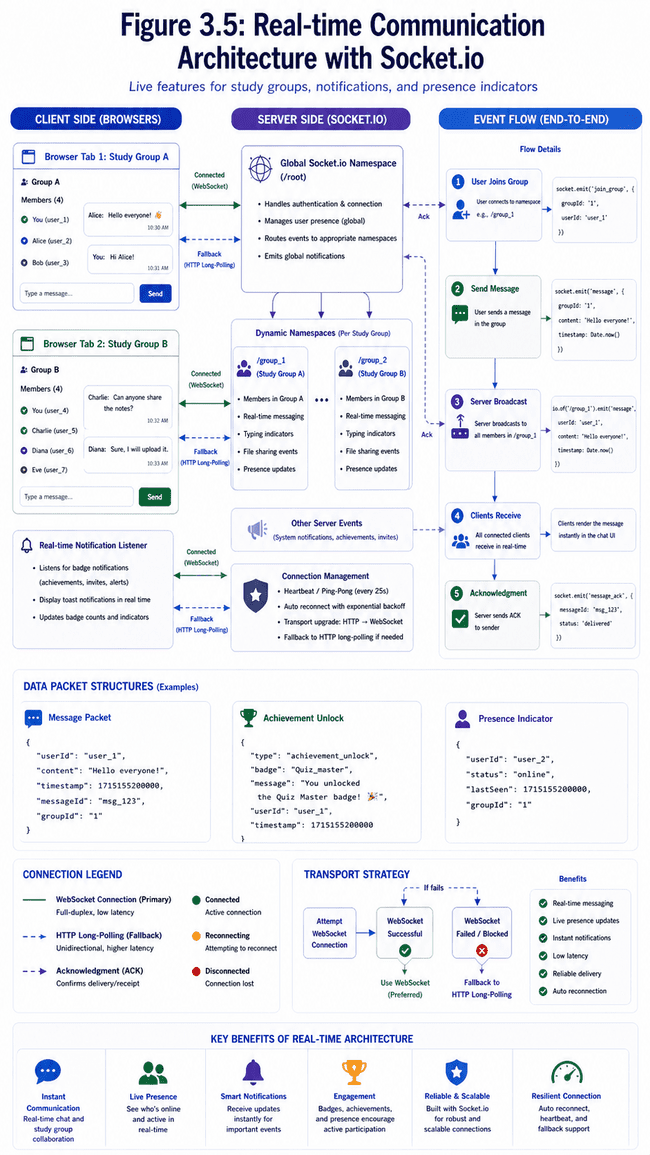 Figure 3.5: Real-time Communication
Architecture with Socket.io
Live features for study groups, notifications, and presence indicators
CLIENT SIDE (BROWSERS)
Browser Tab 1: Study Group A
Group A
Members (4)
You (user_1)
Alice (user_2)
Bob (user_3)
Alice: Hello everyone! 👋
10:30 AM
You: Hi Alice!
10:31 AM
Type a message...
Send
Browser Tab 2: Study Group B
Group B
Members (4)
You (user_4)
Charlie (user_5)
Diana (user_6)
Eve (user_7)
Charlie: Can anyone share
the notes?
10:32 AM
Diana: Sure, I will upload it.
10:33 AM
Type a message...
Send
Real-time Notification Listener
• Listens for badge notifications
(achievements, invites, alerts)
• Display toast notifications in real time
• Updates badge counts and indicators
Connected
(WebSocket)
Fallback
(HTTP Long-Polling)
Connected
(WebSocket)
Fallback
(HTTP Long-Polling)
Connected
(WebSocket)
Fallback
(HTTP Long-Polling)
SERVER SIDE (SOCKET.IO)
Global Socket.io Namespace
(/root)
• Handles authentication & connection
• Manages user presence (global)
• Routes events to appropriate namespaces
• Emits global notifications
Dynamic Namespaces (Per Study Group)
/group_1
(Study Group A)
• Members in Group A
• Real-time messaging
• Typing indicators
• File sharing events
• Presence updates
•••
/group_2
(Study Group B)
• Members in Group B
• Real-time messaging
• Typing indicators
• File sharing events
• Presence updates
Other Server Events
(System notifications, achievements, invites)
Connection Management
• Heartbeat / Ping-Pong (every 25s)
• Auto reconnect with exponential backoff
• Transport upgrade: HTTP → WebSocket
• Fallback to HTTP long-polling if needed
Ack
Ack
EVENT FLOW (END-TO-END)
Flow Details
1 User Joins Group
User connects to namespace
e.g., /group_1
socket.emit('join_group', {
groupId: "1",
userId: 'user_1'
})
2 Send Message
User sends a message
in the group
socket.emit('message', {
groupId: "1",
content: "Hello everyone!',
timestamp: Date.now()
})
3 Server Broadcast
Server broadcasts to
all members in /group_1
io.of('/group_1').emit('message',
userId: 'user_1',
content: "Hello everyone!',
timestamp: Date.now()
})
4 Clients Receive
All connected clients
receive in real-time
Clients render the message
instantly in the chat UI
5 Acknowledgment
Server sends ACK
to sender
socket.emit('message_ack', {
messageId: 'msg_123',
status: 'delivered'
})
DATA PACKET STRUCTURES (Examples)
Message Packet
{
"userId": "user_1",
"content": "Hello everyone!",
"timestamp": 1715155200000,
"messageId": "msg_123",
"groupId": "1"
}
Achievement Unlock
{
"type": "achievement_unlock",
"badge": "Quiz_master",
"message": "You unlocked
the Quiz Master badge! 🎉",
"userId": "user_1",
"timestamp": 1715155200000
}
Presence Indicator
{
"userId": "user_2",
"status": "online",
"lastSeen": 1715155200000,
"groupId": "1"
}
CONNECTION LEGEND
WebSocket Connection (Primary)
Full-duplex, low latency
HTTP Long-Polling (Fallback)
Unidirectional, higher latency
Acknowledgment (ACK)
Confirms delivery/receipt
Connected
Active connection
Reconnecting
Attempting to reconnect
Disconnected
Connection lost
TRANSPORT STRATEGY
If fails
Attempt
WebSocket
Connection
WebSocket
Successful
WebSocket
Failed / Blocked
Use WebSocket
(Preferred)
Fallback to
HTTP Long-Polling
Benefits
Real-time messaging
Live presence updates
Instant notifications
Low latency
Reliable delivery
Auto reconnection
KEY BENEFITS OF REAL-TIME ARCHITECTURE
Instant
Communication
Real-time chat and
study group
collaboration
Live Presence
See who's online
and active in
real-time
Smart Notifications
Receive updates
instantly for
important events
Engagement
Badges, achievements,
and presence encourage
active participation
Reliable & Scalable
Built with Socket.io
for robust and
scalable connections
Resilient Connection
Auto reconnect,
heartbeat, and
fallback support